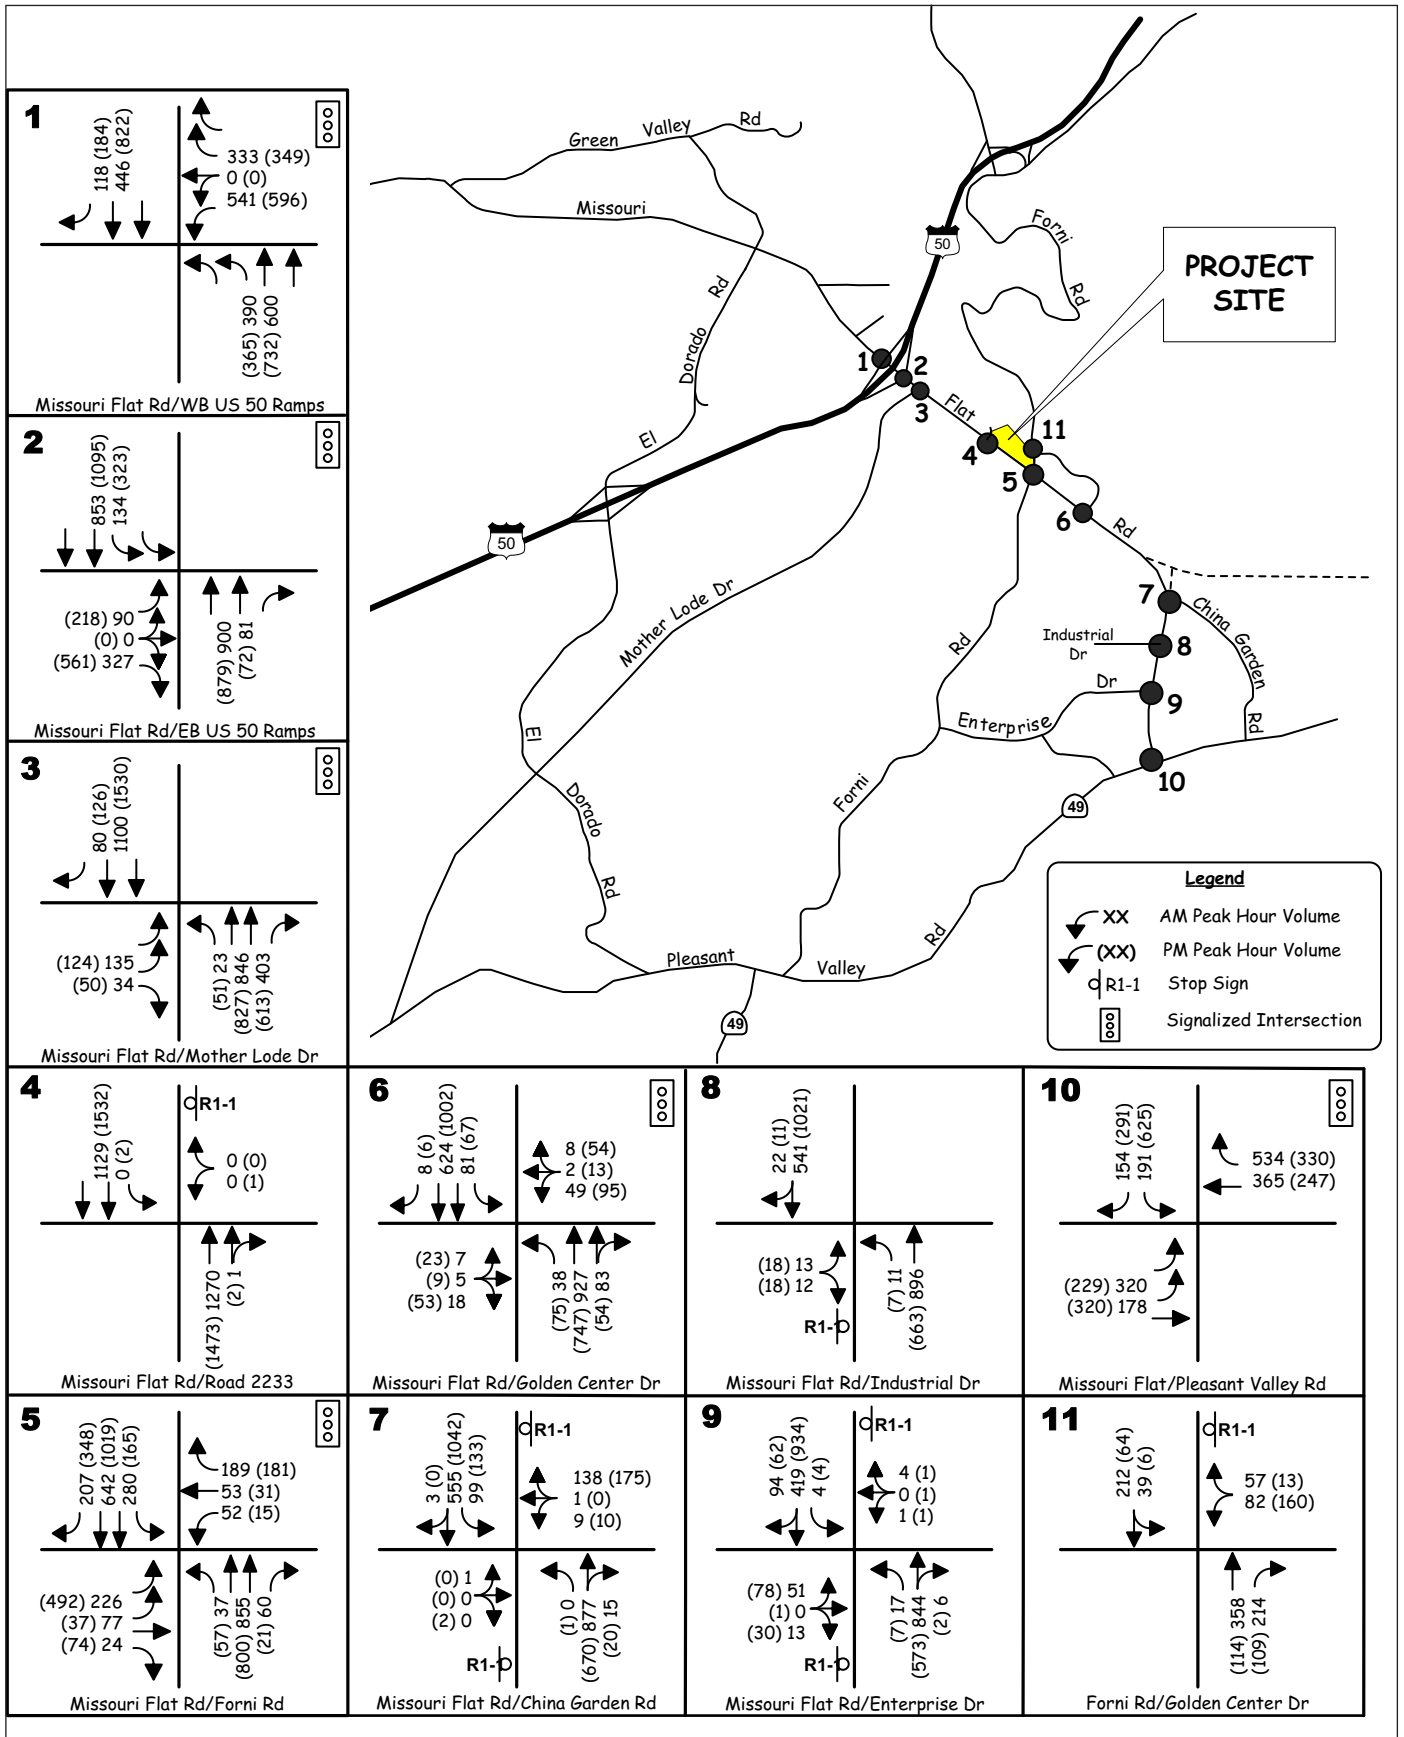 1
118 (184)
446 (822)
333 (349)
0 (0)
541 (596)
(365) 390
(732) 600
Missouri Flat Rd/WB US 50 Ramps
2
853 (1095)
134 (323)
(218) 90
(0) 0
(561) 327
(879) 900
(72) 81
Missouri Flat Rd/EB US 50 Ramps
3
80 (126)
1100 (1530)
(124) 135
(50) 34
(51) 23
(827) 846
(613) 403
Missouri Flat Rd/Mother Lode Dr
Green Valley Rd
Missouri
Flat
Rd
El
Dorado
Rd
50
50
Forni
Rd
PROJECT
SITE
1
2
3
4
11
5
6
7
8
9
10
Mother Lode Dr
Industrial
Dr
China Garden
Rd
Enterprise
Dr
Rd
Forni
El
Dorado
Rd
49
Rd
Pleasant
Valley
49
Legend
XX AM Peak Hour Volume
(XX) PM Peak Hour Volume
R1-1 Stop Sign
Signalized Intersection
4
1129 (1532)
0 (2)
R1-1
0 (0)
0 (1)
(1473) 1270
(2) 1
Missouri Flat Rd/Road 2233
6
8 (6)
624 (1002)
81 (67)
8 (54)
2 (13)
49 (95)
(23) 7
(9) 5
(53) 18
(75) 38
(747) 927
(54) 83
Missouri Flat Rd/Golden Center Dr
8
22 (11)
541 (1021)
(18) 13
(18) 12
R1-1
(7) 11
(663) 896
Missouri Flat Rd/Industrial Dr
10
154 (291)
191 (625)
534 (330)
365 (247)
(229) 320
(320) 178
Missouri Flat/Pleasant Valley Rd
5
207 (348)
642 (1019)
280 (165)
189 (181)
53 (31)
52 (15)
(492) 226
(37) 77
(74) 24
(57) 37
(800) 855
(21) 60
Missouri Flat Rd/Forni Rd
7
3 (0)
555 (1042)
99 (133)
R1-1
138 (175)
1 (0)
9 (10)
(0) 1
(0) 0
(2) 0
R1-1
(1) 0
(670) 877
(20) 15
Missouri Flat Rd/China Garden Rd
9
94 (62)
419 (934)
4 (4)
R1-1
4 (1)
0 (1)
1 (1)
(78) 51
(1) 0
(30) 13
R1-1
(7) 17
(573) 844
(2) 6
Missouri Flat Rd/Enterprise Dr
11
212 (64)
39 (6)
R1-1
57 (13)
82 (160)
(114) 358
(109) 214
Forni Rd/Golden Center Dr